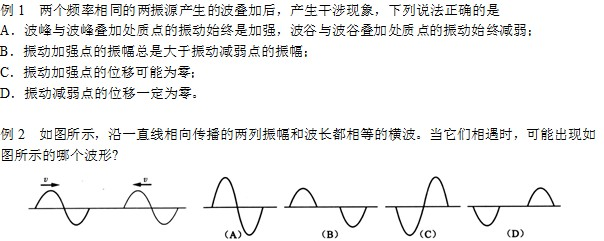 例 1 两个频率相同的两振源产生的波叠加后，产生干涉现象，下列说法正确的是
A．波峰与波峰叠加处质点的振动始终是加强，波谷与波谷叠加处质点的振动始终减弱；
B．振动加强点的振幅总是大于振动减弱点的振幅；
C．振动加强点的位移可能为零；
D．振动减弱点的位移一定为零。
例 2 如图所示，沿一直线相向传播的两列振幅和波长都相等的横波。当它们相遇时，可能出现如
图所示的哪个波形?
v v
(A) (B) (C) (D)